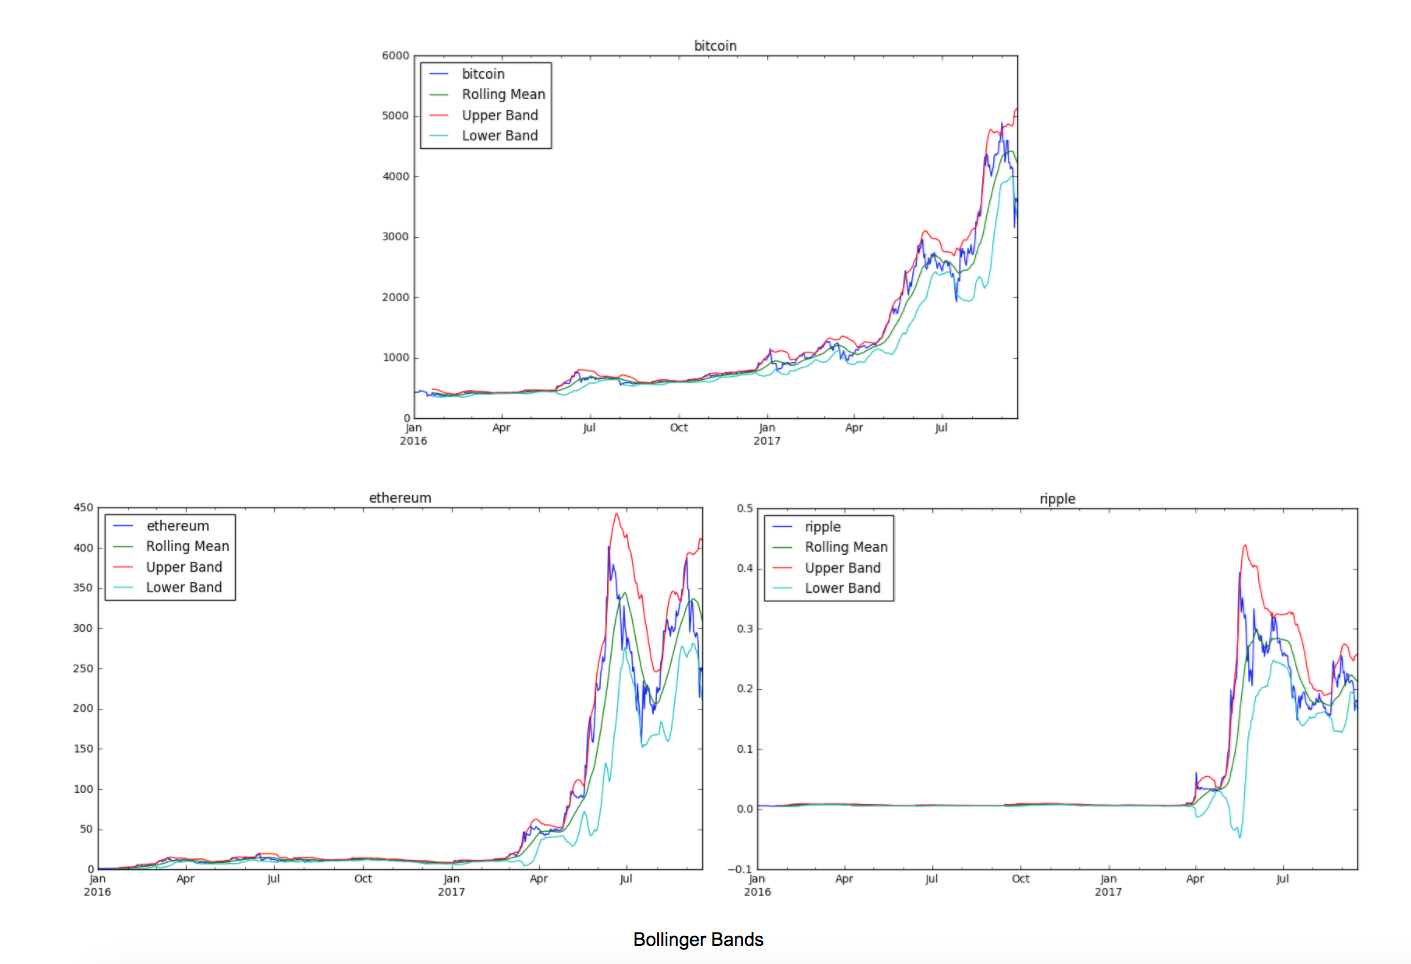 bitcoin
6000
5000
4000
3000
2000
1000
0
bitcoin
Rolling Mean
Upper Band
Lower Band
Jan Apr Jul Oct Jan Apr Jul
2016 2017
ethereum
450
400
350
300
250
200
150
100
50
0
ethereum
Rolling Mean
Upper Band
Lower Band
Jan Apr Jul Oct Jan Apr Jul
2016 2017
ripple
0.5
0.4
0.3
0.2
0.1
0.0
−0.1
ripple
Rolling Mean
Upper Band
Lower Band
Jan Apr Jul Oct Jan Apr Jul
2016 2017
Bollinger Bands